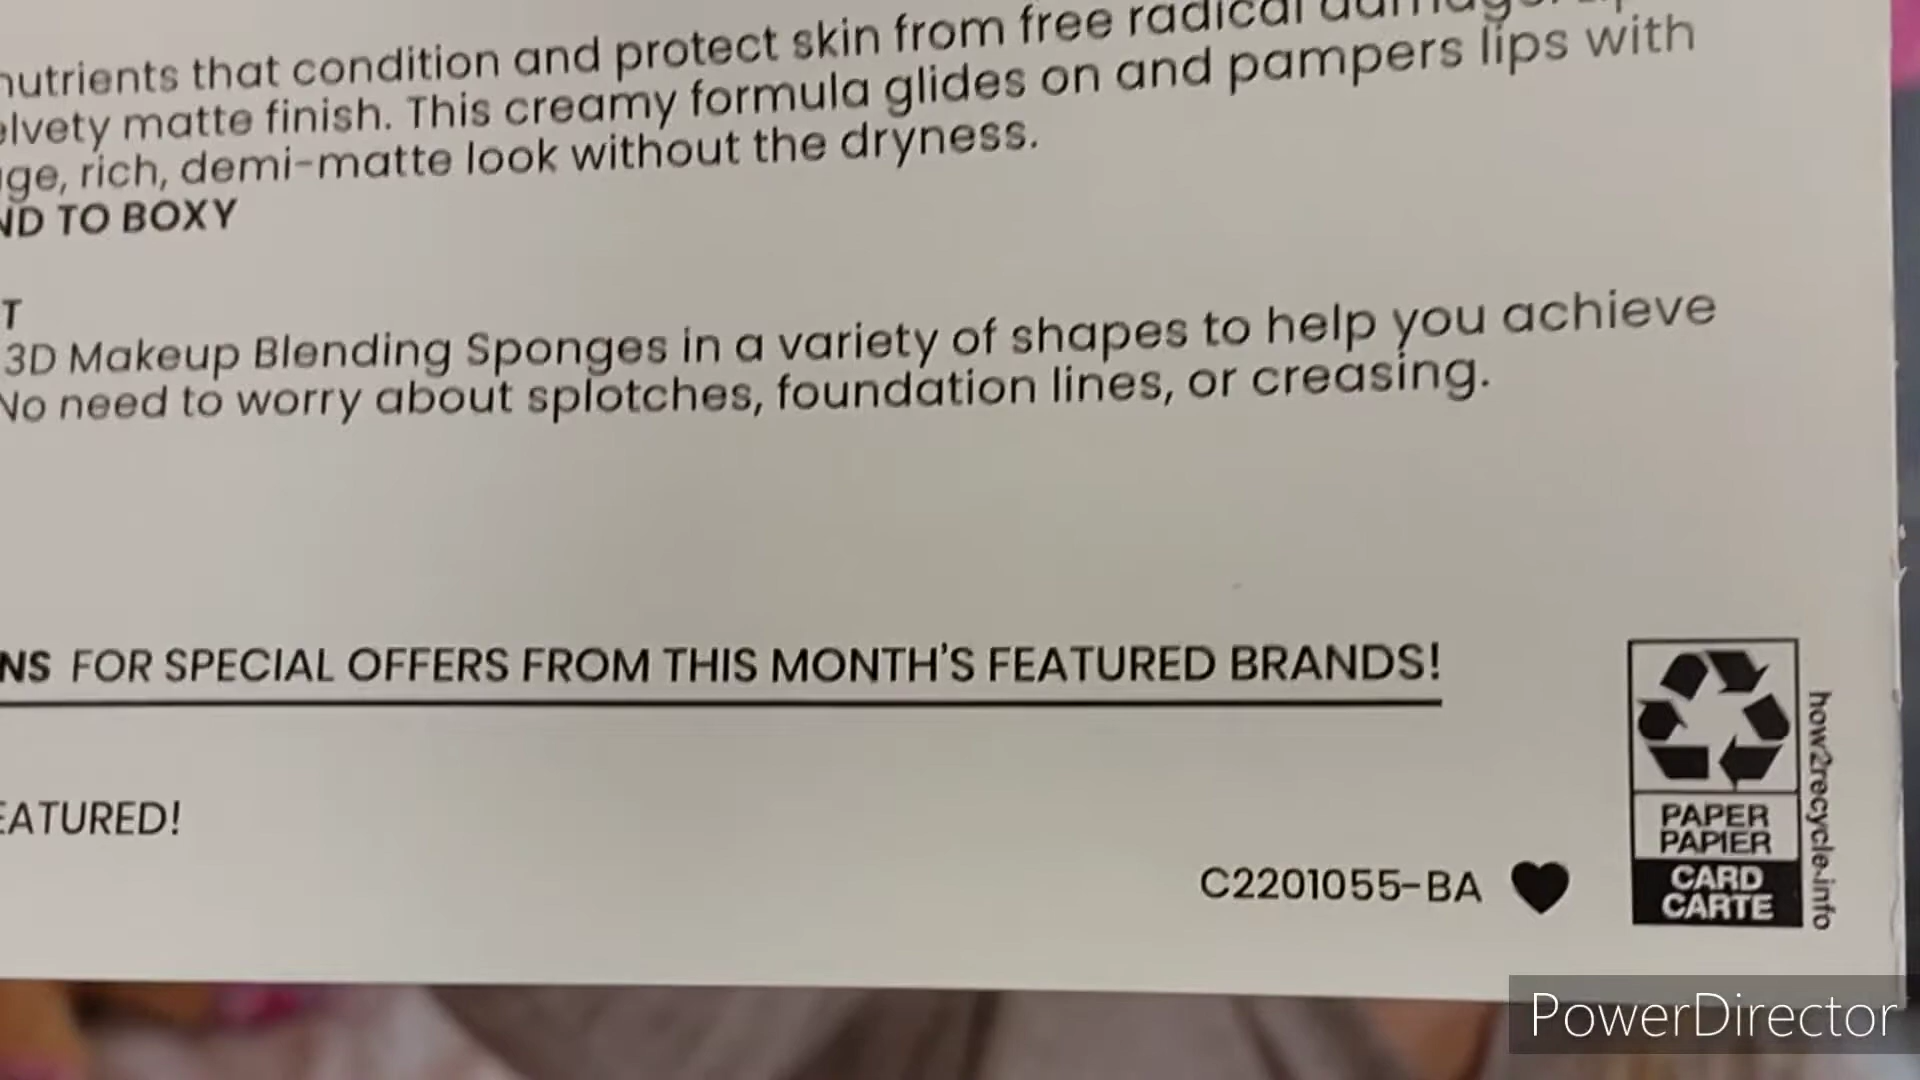 nutrients that condition and protect skin from free radical
velvety matte finish. This creamy formula glides on and pampers lips with
rich, demi-matte look without the dryness.
TO BOXY
T
3D Makeup Blending Sponges in a variety of shapes to help you achieve
No need to worry about splotches, foundation lines, or creasing.
NS FOR SPECIAL OFFERS FROM THIS MONTH'S FEATURED BRANDS!
EATURED!
C2201055-BA
PAPER
PAPIER
CARD
CARTE
how2recycle.info
PowerDirector